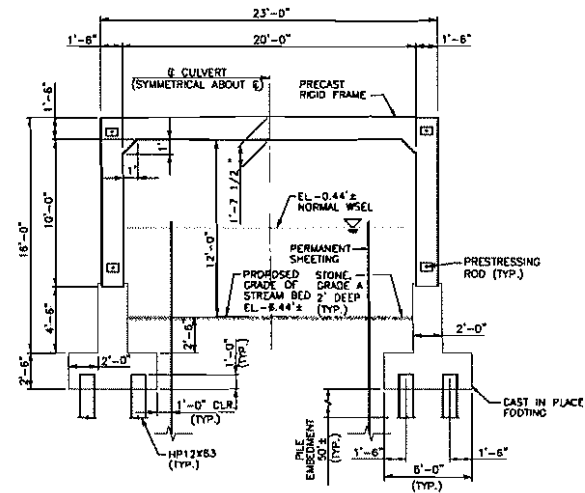 23'-0"
1'-6"
20'-0"
1'-6"
℄ CULVERT
(SYMMETRICAL ABOUT ℄)
PRECAST
RIGID FRAME
1'-6"
1'
1'
1'-7 1/2"
EL.-0.44'±
NORMAL WSEL
16'-0"
10'-0"
12'-0"
PERMANENT
SHEETING
PRESTRESSING
ROD (TYP.)
PROPOSED
GRADE OF
STREAM BED
EL.-6.44'±
STONE,
GRADE A
2' DEEP
(TYP.)
4'-6"
2'-6"
2'-0"
2'-6"
2'-0"
1'-0"
(TYP.)
1'-0" CLR.
(TYP.)
CAST IN PLACE
FOOTING
HP12X63
(TYP.)
PILE
EMBEDMENT
50'±
(TYP.)
1'-6"
1'-6"
6'-0"
(TYP.)